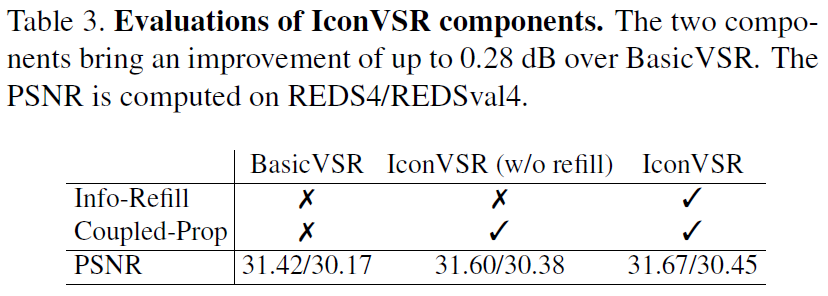 Table 3. Evaluations of IconVSR components. The two compo-
nents bring an improvement of up to 0.28 dB over BasicVSR. The
PSNR is computed on REDS4/REDSval4.
BasicVSR IconVSR (w/o refill) IconVSR
Info-Refill ✗ ✗ ✓
Coupled-Prop ✗ ✓ ✓
PSNR 31.42/30.17 31.60/30.38 31.67/30.45